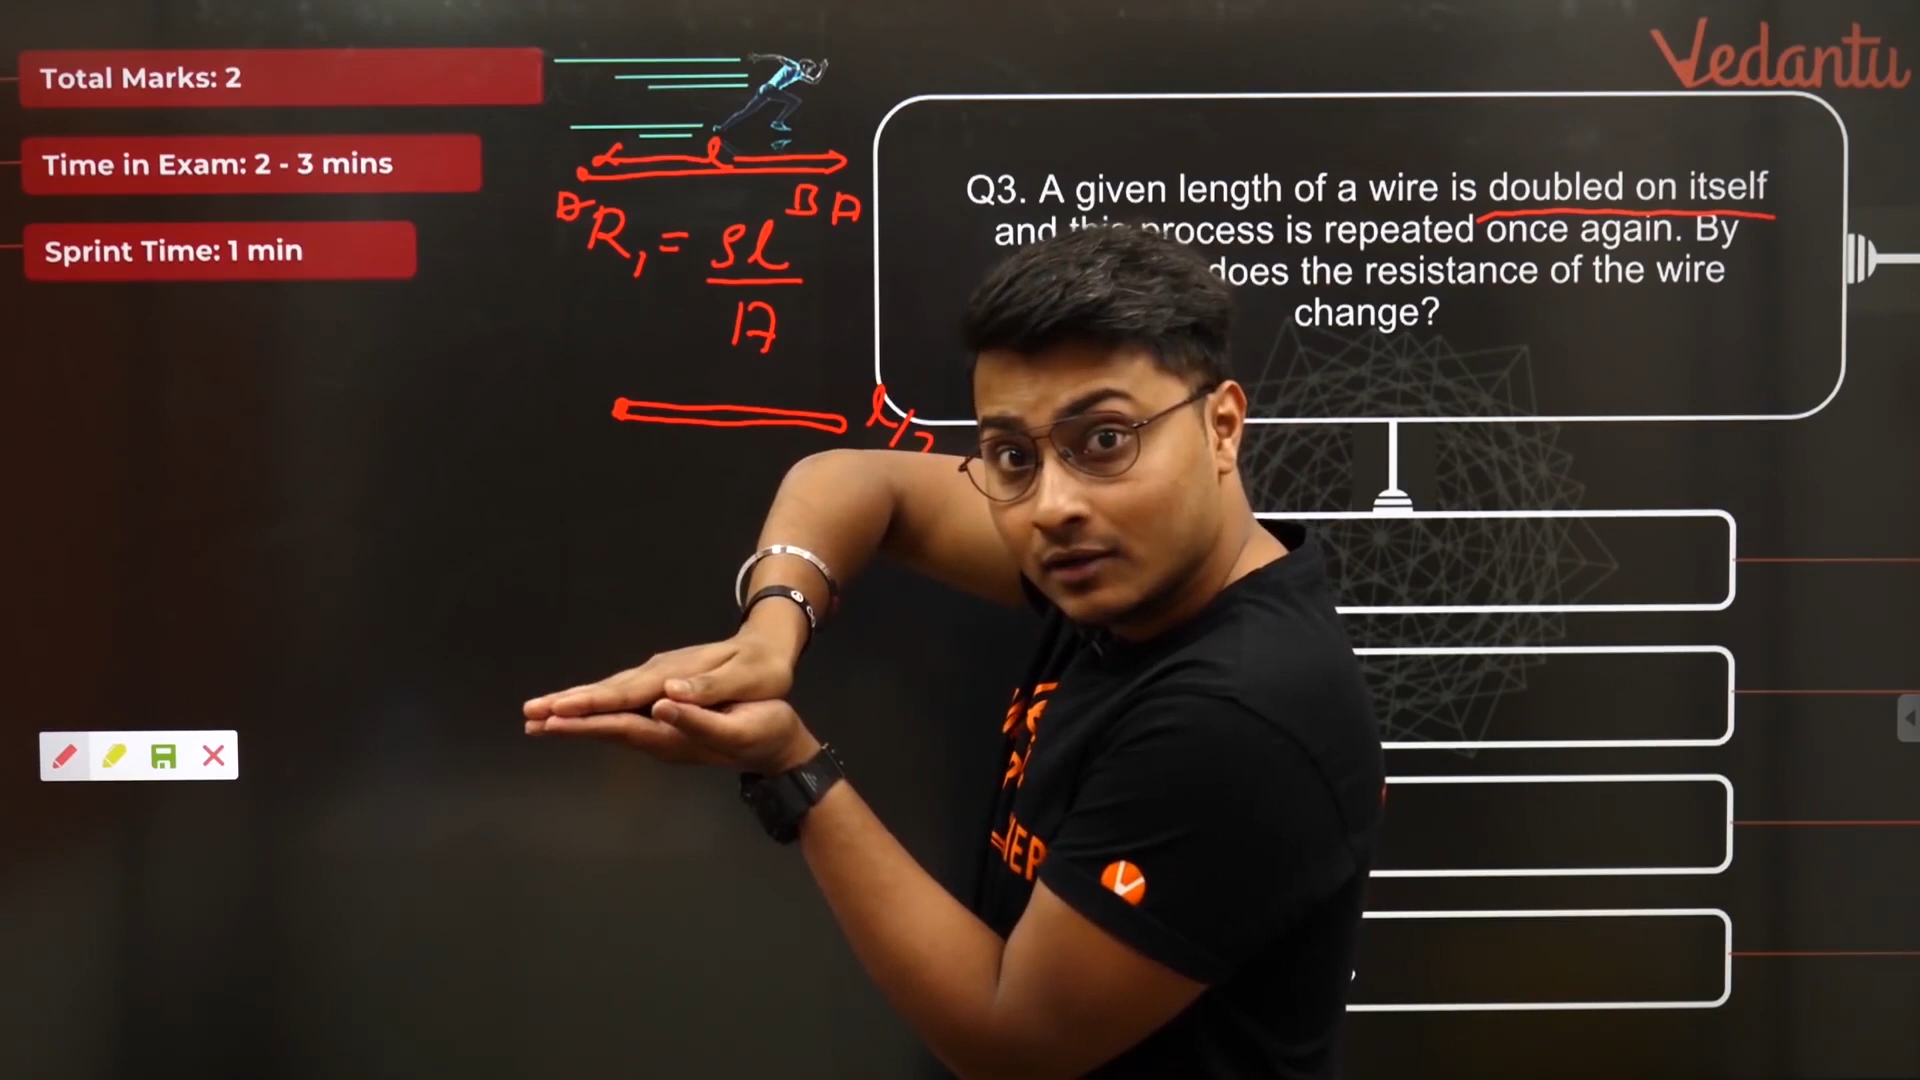 Vedantu
Total Marks: 2
Time in Exam: 2 - 3 mins
Sprint Time: 1 min
Q3. A given length of a wire is doubled on itself
and this process is repeated once again. By
does the resistance of the wire
change?
l
B A
R₁ = ρl
A
l/2